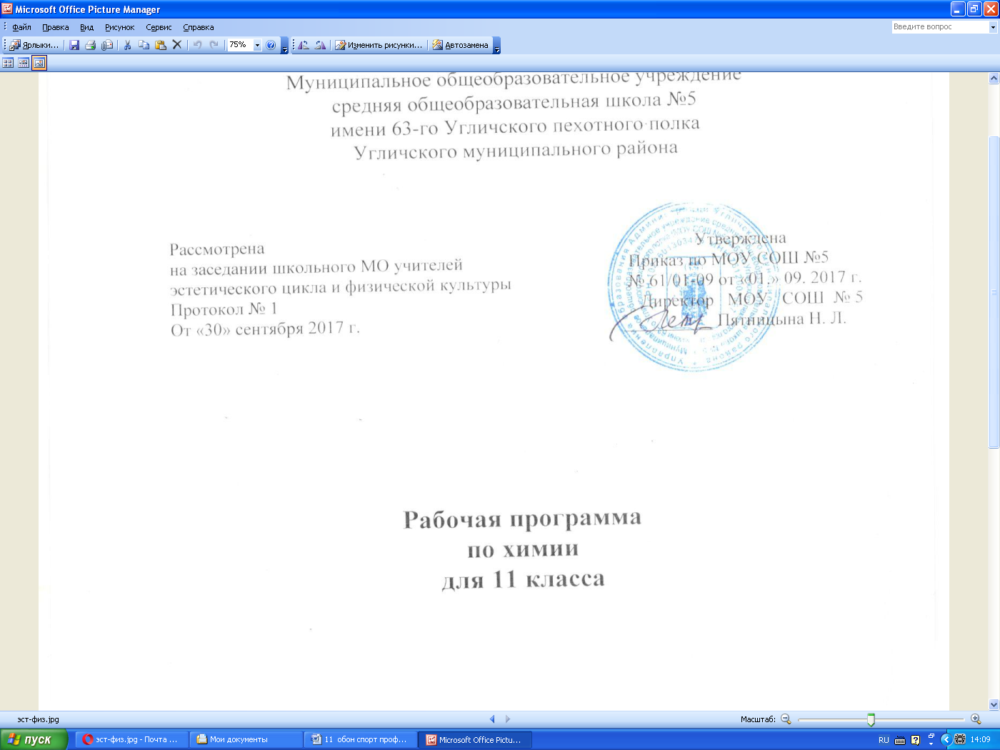 Microsoft Office Picture Manager
Файл Правка Вид Рисунок Сервис Справка
Введите вопрос
Ярлыки... 75% Изменить рисунки... Автозамена
Муниципальное общеобразовательное учреждение
средняя общеобразовательная школа №5
имени 63-го Угличского пехотного полка
Угличского муниципального района
Рассмотрена
на заседании школьного МО учителей
эстетического цикла и физической культуры
Протокол № 1
От «30» сентября 2017 г.
Утверждена
Приказ по МОУ СОШ №5
№ 61/01-09 от «01.» 09. 2017 г.
Директор МОУ СОШ № 5
Пятницына Н. Л.
Рабочая программа
по химии
для 11 класса
эст-физ.jpg
Масштаб:
пуск
эст-физ.jpg - Почта ...
Мои документы
11 обон спорт проф...
Microsoft Office Pictu...
RU
14:09